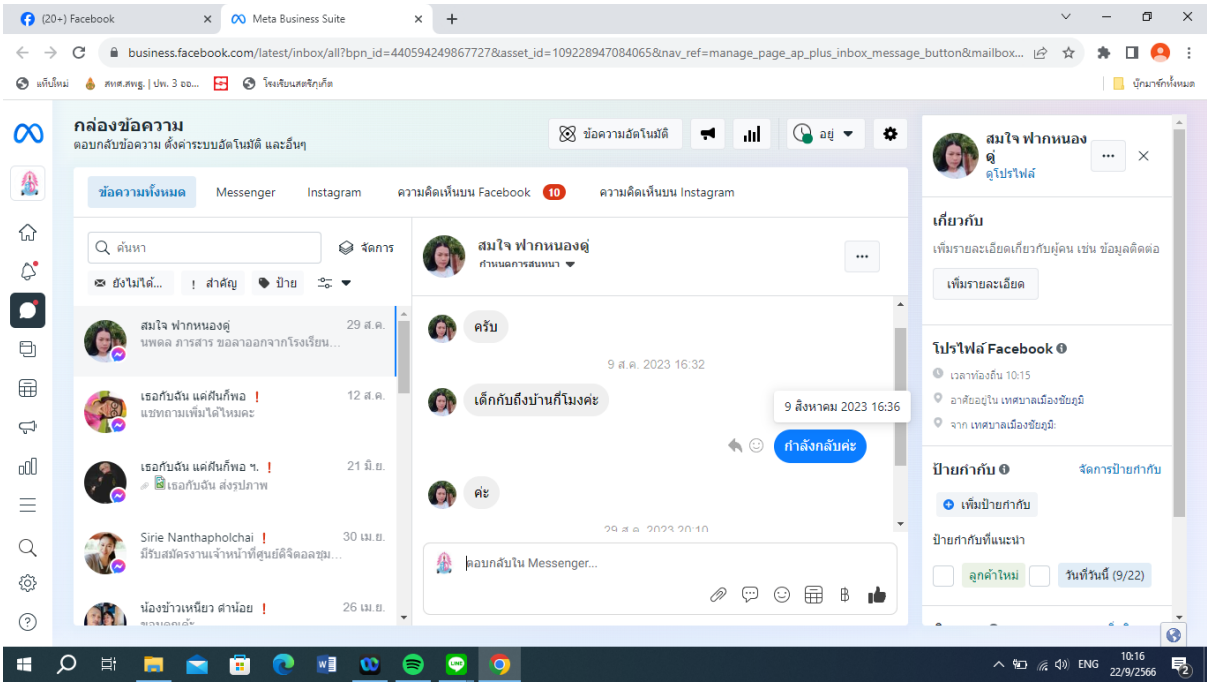 (20+) Facebook
Meta Business Suite
business.facebook.com/latest/inbox/all?bpn_id=440594249867727&asset_id=109228947084065&nav_ref=manage_page_ap_plus_inbox_message_button&mailbox...
แท็บใหม่
สทศ.สพฐ. | ปพ. 3 ออ...
โรงเรียนสตรีภูเก็ต
บุ๊กมาร์กทั้งหมด
กล่องข้อความ
ตอบกลับข้อความ ตั้งค่าระบบอัตโนมัติ และอื่นๆ
ข้อความอัตโนมัติ
อยู่
ข้อความทั้งหมด
Messenger
Instagram
ความคิดเห็นบน Facebook 10
ความคิดเห็นบน Instagram
ค้นหา
จัดการ
ยังไม่ได้...
! สำคัญ
ป้าย
สมใจ ฟากหนองดู่ 29 ส.ค.
นพดล ภารสาร ขอลาออกจากโรงเรียน...
เธอกับฉัน แค่ฝันก็พอ ! 12 ส.ค.
แชทถามเพิ่มได้ไหมคะ
เธอกับฉัน แค่ฝันก็พอ ฯ. ! 21 มิ.ย.
เธอกับฉัน ส่งรูปภาพ
Sirie Nanthapholchai ! 30 เม.ย.
มีรับสมัครงานเจ้าหน้าที่ศูนย์ดิจิตอลชุม...
น้องข้าวเหนียว ดำน้อย ! 26 เม.ย.
ขอบคุณค้ะ
สมใจ ฟากหนองดู่
กำหนดการสนทนา
ครับ
9 ส.ค. 2023 16:32
เด็กกับถึงบ้านกี่โมงค่ะ
9 สิงหาคม 2023 16:36
กำลังกลับค่ะ
ค่ะ
29 ส.ค. 2023 20:10
ตอบกลับใน Messenger...
สมใจ ฟากหนองดู่
ดูโปรไฟล์
เกี่ยวกับ
เพิ่มรายละเอียดเกี่ยวกับผู้คน เช่น ข้อมูลติดต่อ
เพิ่มรายละเอียด
โปรไฟล์ Facebook
เวลาท้องถิ่น 10:15
อาศัยอยู่ใน เทศบาลเมืองชัยภูมิ
จาก เทศบาลเมืองชัยภูมิ
ป้ายกำกับ
จัดการป้ายกำกับ
เพิ่มป้ายกำกับ
ป้ายกำกับที่แนะนำ
ลูกค้าใหม่
วันที่วันนี้ (9/22)
ENG
10:16
22/9/2566
2